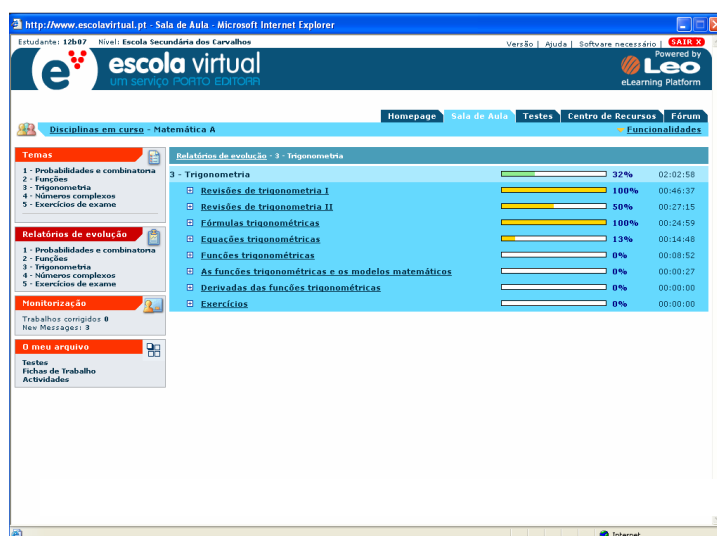 http://www.escolavirtual.pt - Sala de Aula - Microsoft Internet Explorer
Estudante: 12b07 Nivel: Escola Secundária dos Carvalhos
Versão | Ajuda | Software necessário | SAIR X
escola virtual
um serviço PORTO EDITORA
Powered by
Leo
eLearning Platform
Homepage Sala de Aula Testes Centro de Recursos Fórum
Disciplinas em curso - Matemática A
Funcionalidades
Temas
1 - Probabilidades e combinatoria
2 - Funções
3 - Trigonometria
4 - Números complexos
5 - Exercícios de exame
Relatórios de evolução
1 - Probabilidades e combinatoria
2 - Funções
3 - Trigonometria
4 - Números complexos
5 - Exercícios de exame
Monitorização
Trabalhos corrigidos 0
New Messages: 3
O meu arquivo
Testes
Fichas de Trabalho
Actividades
Relatórios de evolução - 3 - Trigonometria
3 - Trigonometria 32% 02:02:58
Revisões de trigonometria I 100% 00:46:37
Revisões de trigonometria II 50% 00:27:15
Fórmulas trigonométricas 100% 00:24:59
Equações trigonométricas 13% 00:14:48
Funções trigonométricas 0% 00:08:52
As funções trigonométricas e os modelos matemáticos 0% 00:00:27
Derivadas das funções trigonométricas 0% 00:00:00
Exercícios 0% 00:00:00
Internet